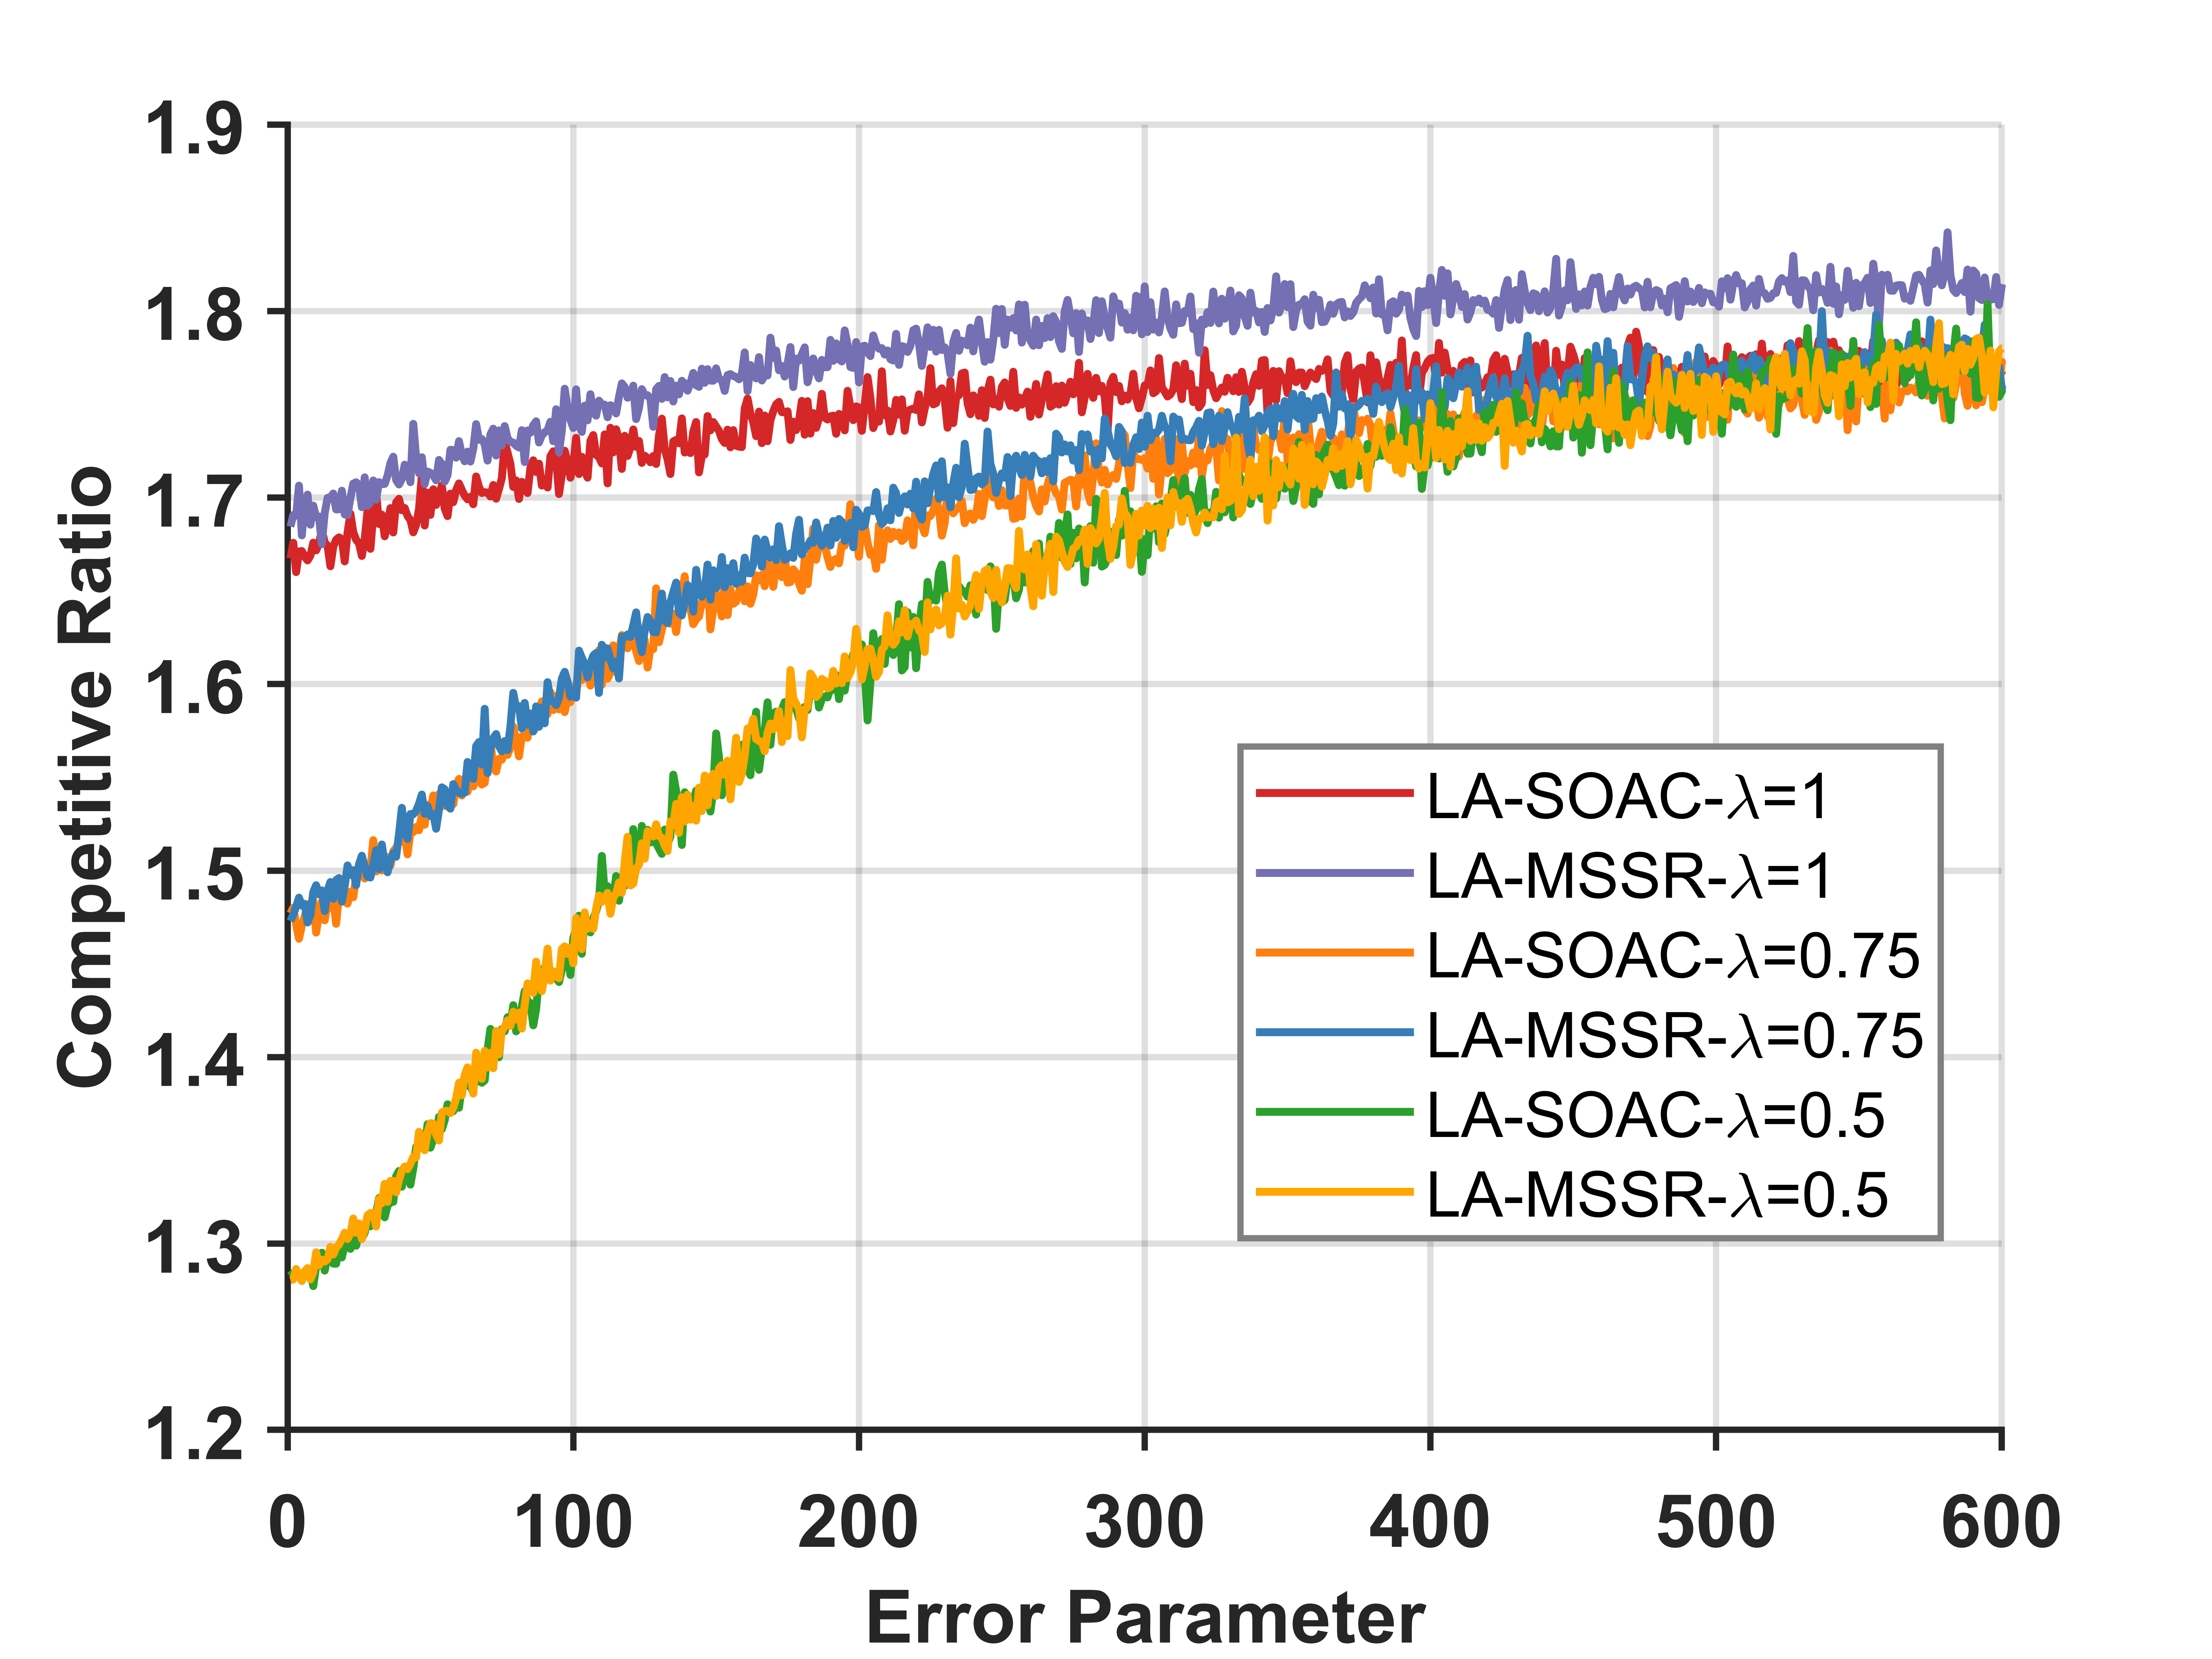 Competitive Ratio
1.9
1.8
1.7
1.6
1.5
1.4
1.3
1.2
LA-SOAC-λ=1
LA-MSSR-λ=1
LA-SOAC-λ=0.75
LA-MSSR-λ=0.75
LA-SOAC-λ=0.5
LA-MSSR-λ=0.5
0 100 200 300 400 500 600
Error Parameter